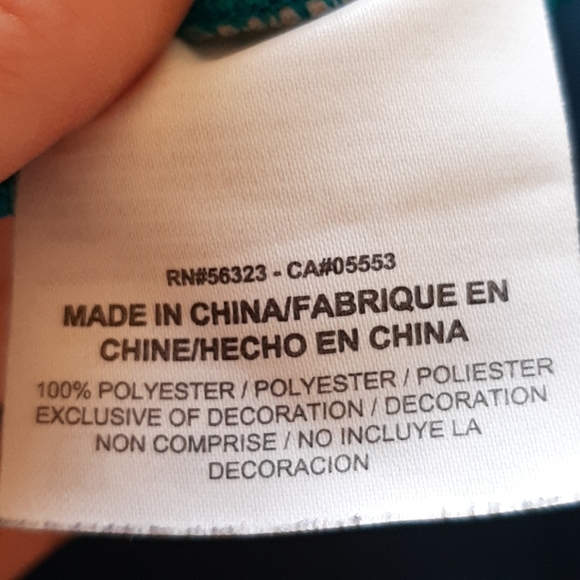 RN#56323 - CA#05553
MADE IN CHINA/FABRIQUE EN
CHINE/HECHO EN CHINA
100% POLYESTER / POLYESTER / POLIESTER
EXCLUSIVE OF DECORATION / DECORATION
NON COMPRISE / NO INCLUYE LA
DECORACION